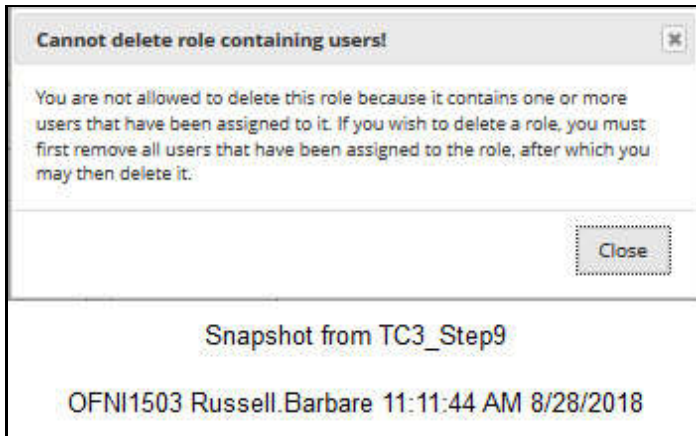 Cannot delete role containing users!
You are not allowed to delete this role because it contains one or more
users that have been assigned to it. If you wish to delete a role, you must
first remove all users that have been assigned to the role, after which you
may then delete it.
Close
Snapshot from TC3_Step9
OFNI1503 Russell.Barbare 11:11:44 AM 8/28/2018